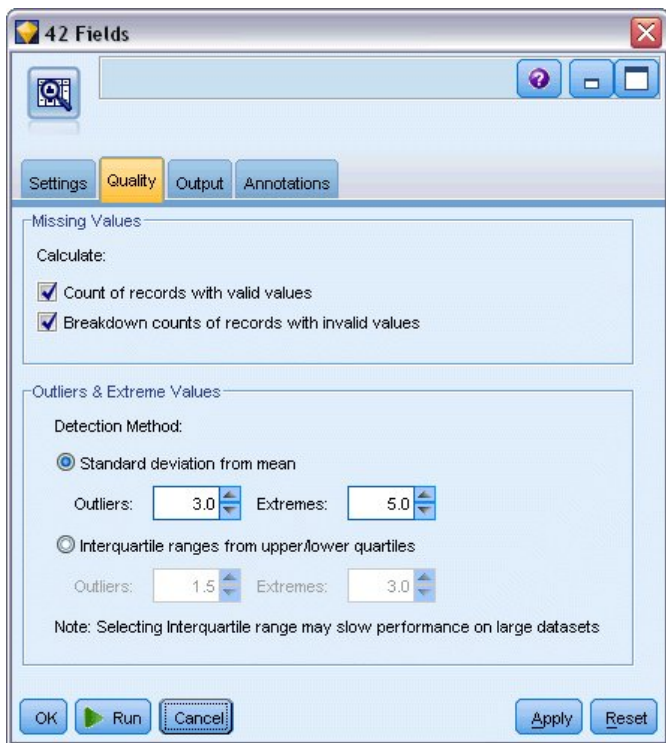 42 Fields
Settings Quality Output Annotations
Missing Values
Calculate:
Count of records with valid values
Breakdown counts of records with invalid values
Outliers & Extreme Values
Detection Method:
Standard deviation from mean
Outliers: 3.0 Extremes: 5.0
Interquartile ranges from upper/lower quartiles
Outliers: 1.5 Extremes: 3.0
Note: Selecting Interquartile range may slow performance on large datasets
OK Run Cancel Apply Reset